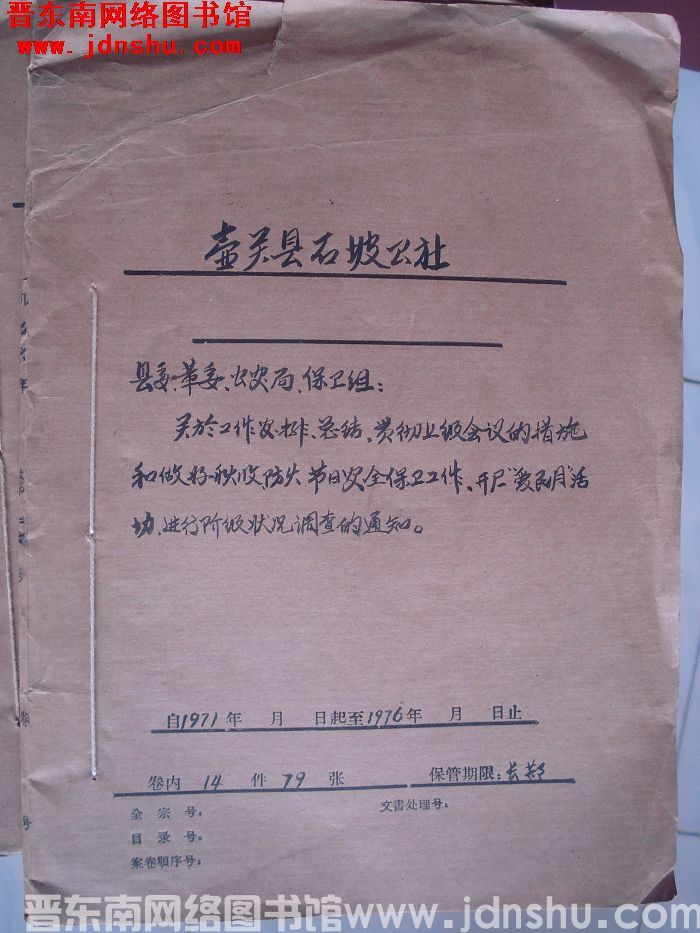 晋东南网络图书馆
www.jdnshu.com
壶关县石坡公社
县委、革委、公安局、保卫组：
关於工作安排、总结、贯彻上级会议的措施
和做好秋收防火、节日安全保卫工作、开展“爱民月”活
动、进行阶级状况调查的通知。
自1971年 月 日起至1976年 月 日止
卷内 14 件 79 张 保管期限：长期
全宗号： 文書处理号：
目录号：
案卷順序号：
卷
号
晋东南网络图书馆 www.jdnshu.com